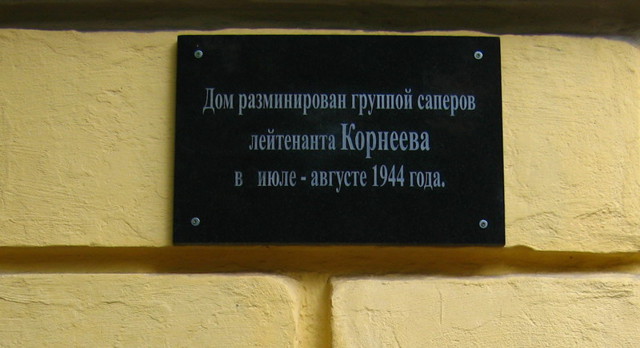 Дом разминирован группой саперов
лейтенанта Корнеева
в июле - августе 1944 года.